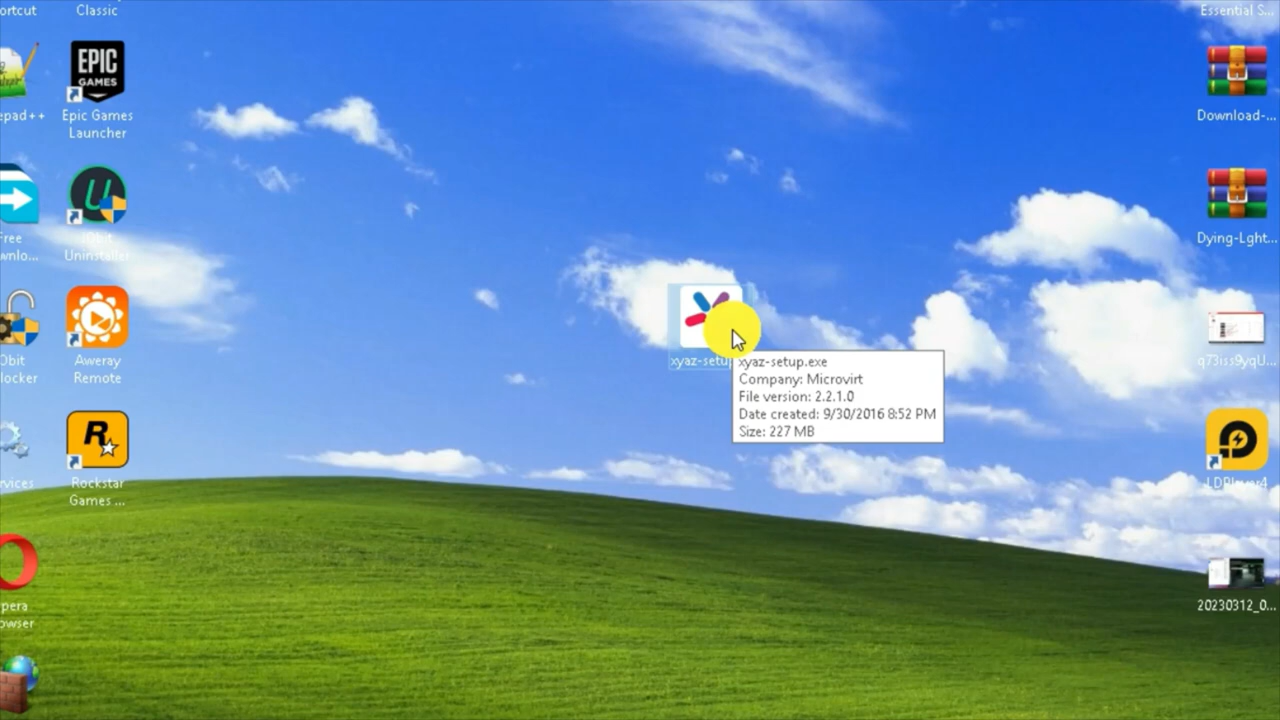 ortcut
Classic
Essential S...
EPIC
GAMES
epad++
Epic Games
Launcher
Download-...
Free
wnlo...
IObit
Uninstaller
Dying-Lght...
Obit
locker
Aweray
Remote
xyaz-setu
xyaz-setup.exe
Company: Microvirt
File version: 2.2.1.0
Date created: 9/30/2016 8:52 PM
Size: 227 MB
q73iss9yqU...
R
rvices
Rockstar
Games ...
LDPlayer4
pera
owser
20230312_0...